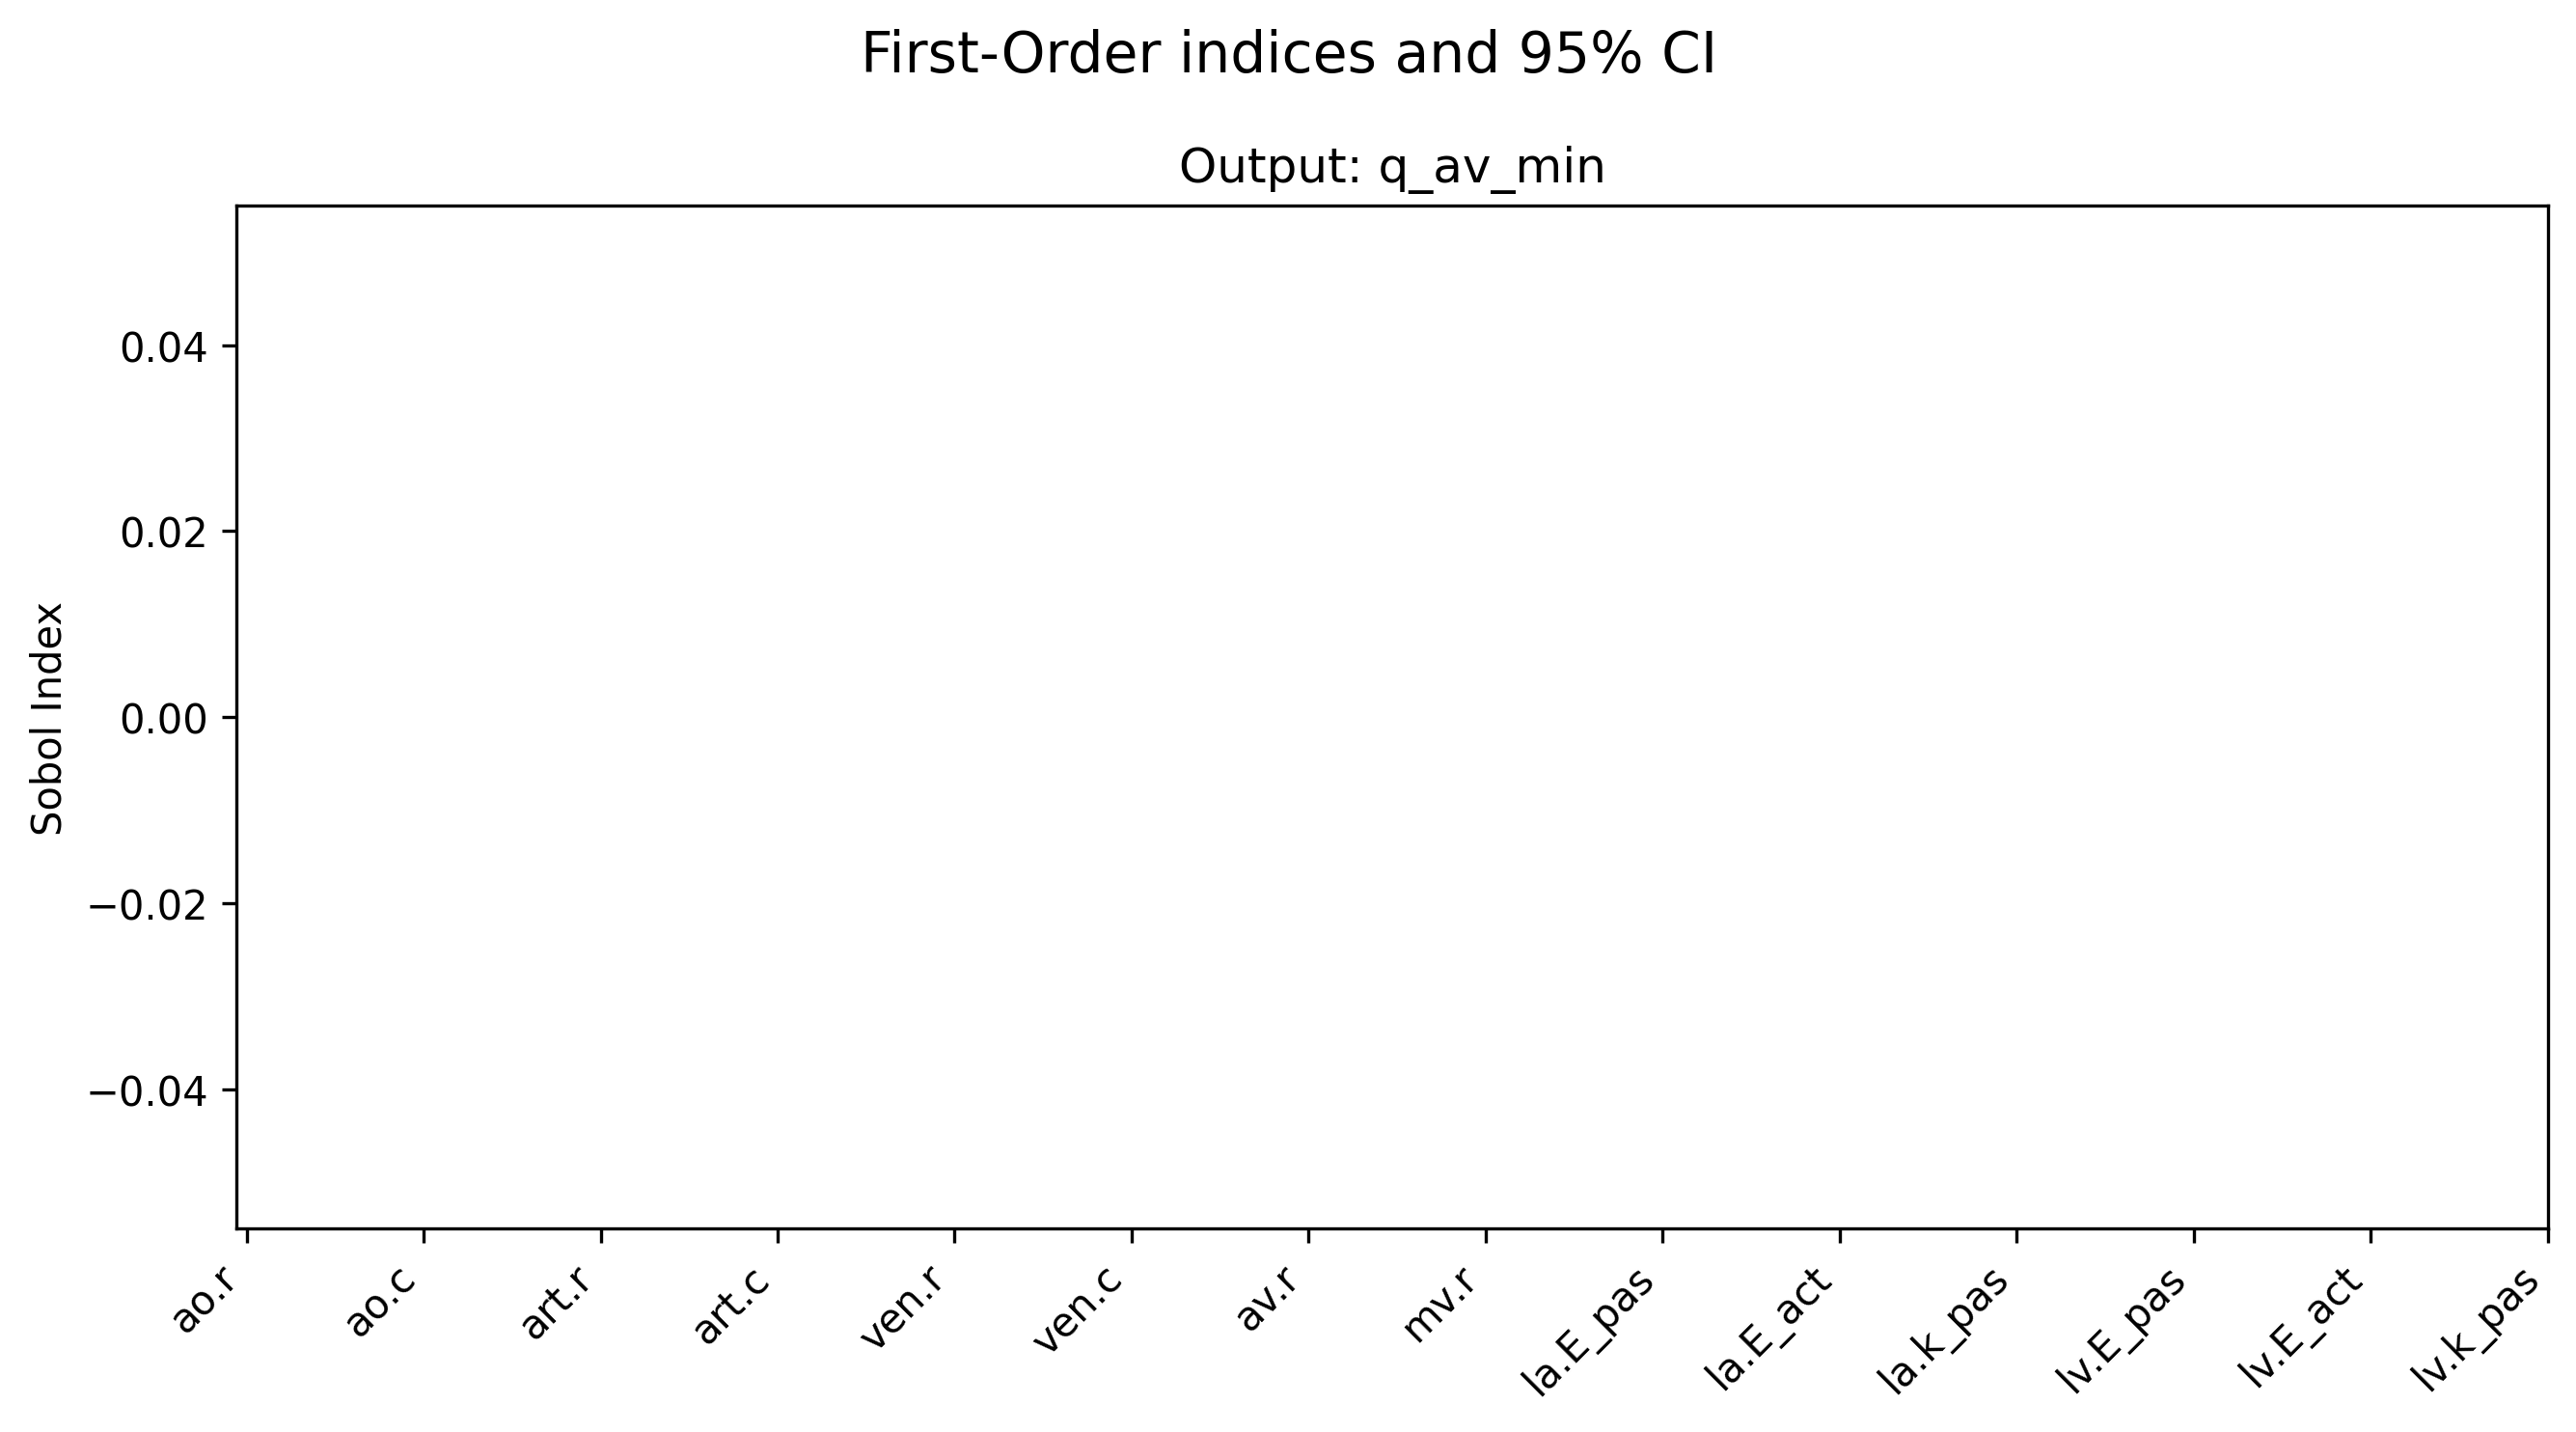 First-Order indices and 95% CI
Output: q_av_min
Sobol Index
0.04
0.02
0.00
−0.02
−0.04
ao.r
ao.c
art.r
art.c
ven.r
ven.c
av.r
mv.r
la.E_pas
la.E_act
la.k_pas
lv.E_pas
lv.E_act
lv.k_pas